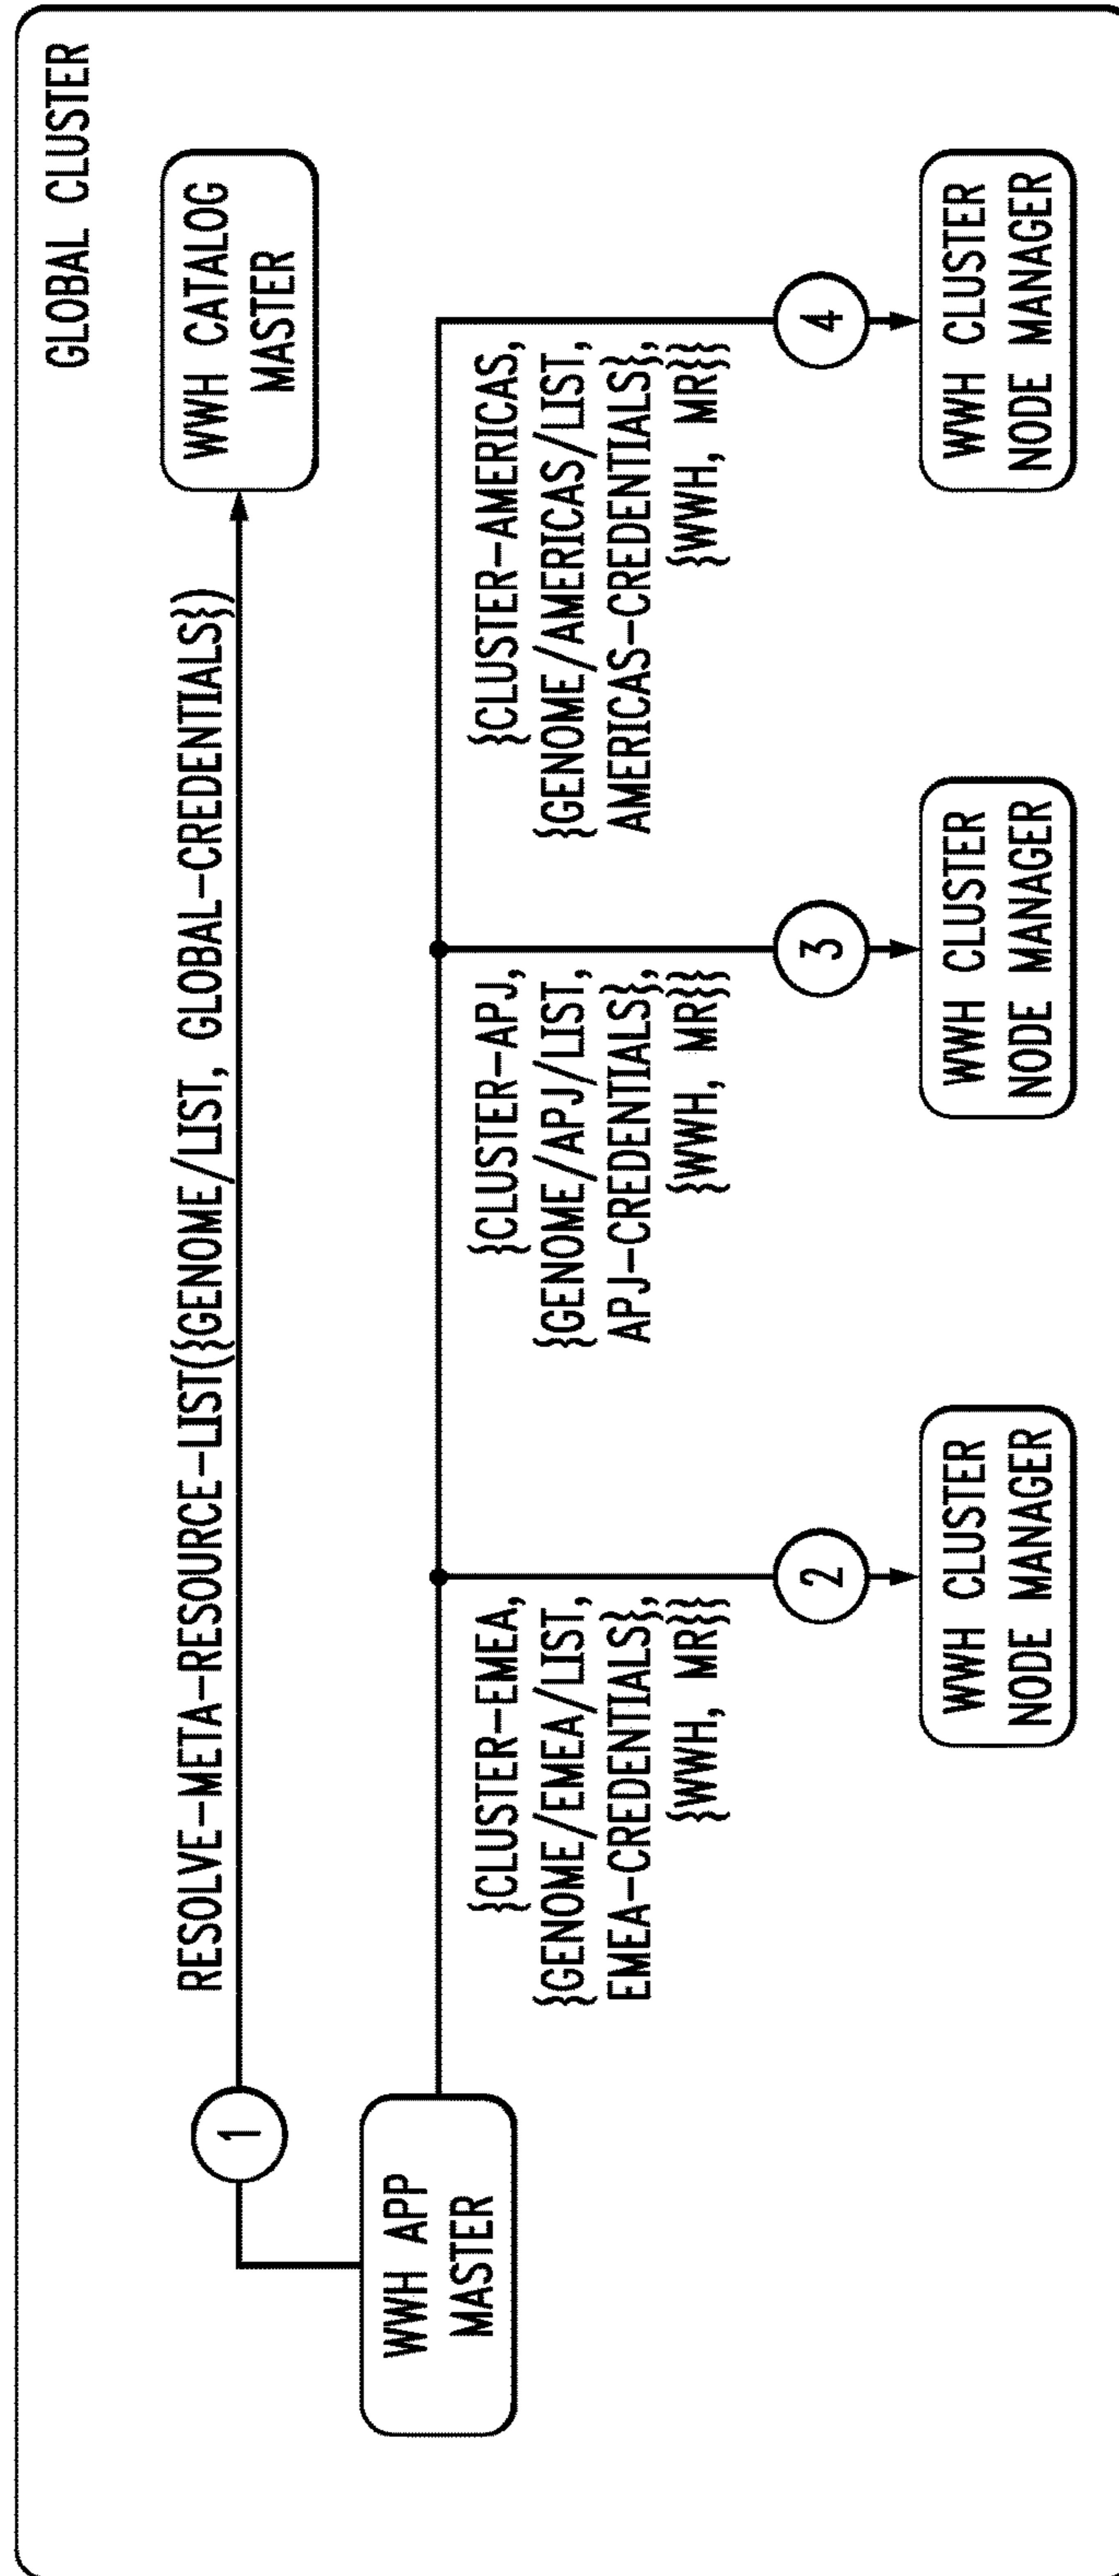 GLOBAL CLUSTER
RESOLVE-META-RESOURCE-LIST({GENOME/LIST, GLOBAL-CREDENTIALS})
1
WWH CATALOG
MASTER
WWH APP
MASTER
{CLUSTER-EMEA,
{GENOME/EMEA/LIST,
EMEA-CREDENTIALS},
{WWH, MR}}
2
WWH CLUSTER
NODE MANAGER
{CLUSTER-APJ,
{GENOME/APJ/LIST,
APJ-CREDENTIALS},
{WWH, MR}}
3
WWH CLUSTER
NODE MANAGER
{CLUSTER-AMERICAS,
{GENOME/AMERICAS/LIST,
AMERICAS-CREDENTIALS},
{WWH, MR}}
4
WWH CLUSTER
NODE MANAGER